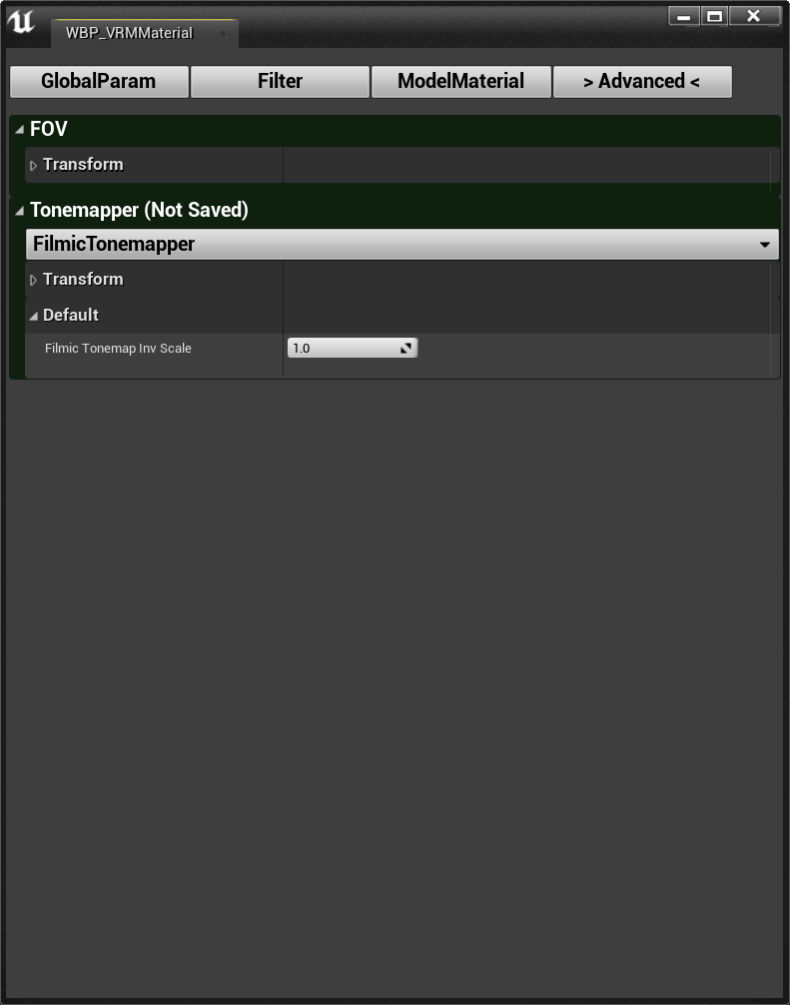 WBP_VRMMaterial
GlobalParam
Filter
ModelMaterial
> Advanced <
FOV
Transform
Tonemapper (Not Saved)
FilmicTonemapper
Transform
Default
Filmic Tonemap Inv Scale
1.0